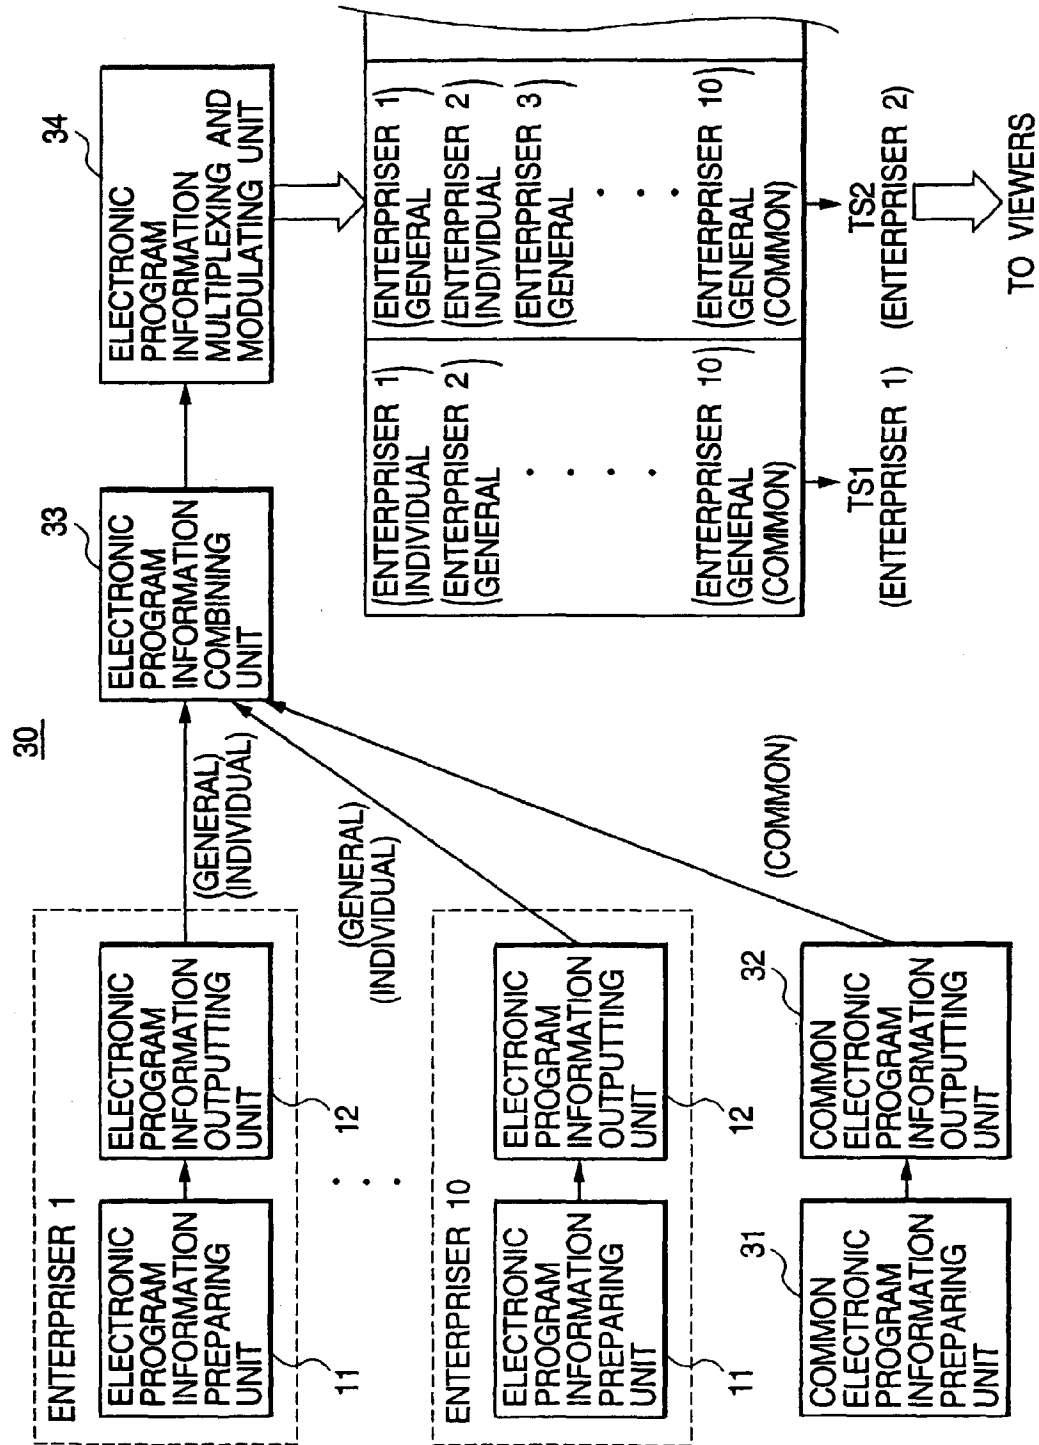 30
ENTERPRISER 1
ELECTRONIC
PROGRAM
INFORMATION
PREPARING
UNIT
11
ELECTRONIC
PROGRAM
INFORMATION
OUTPUTTING
UNIT
12
(GENERAL)
(INDIVIDUAL)
ENTERPRISER 10
ELECTRONIC
PROGRAM
INFORMATION
PREPARING
UNIT
11
ELECTRONIC
PROGRAM
INFORMATION
OUTPUTTING
UNIT
12
(GENERAL)
(INDIVIDUAL)
31
COMMON
ELECTRONIC
PROGRAM
INFORMATION
PREPARING
UNIT
32
COMMON
ELECTRONIC
PROGRAM
INFORMATION
OUTPUTTING
UNIT
(COMMON)
33
ELECTRONIC
PROGRAM
INFORMATION
COMBINING
UNIT
34
ELECTRONIC
PROGRAM
INFORMATION
MULTIPLEXING AND
MODULATING UNIT
(ENTERPRISER 1)
(INDIVIDUAL)
(ENTERPRISER 2)
(GENERAL)
(ENTERPRISER 10)
(GENERAL)
(COMMON)
TS1
(ENTERPRISER 1)
(ENTERPRISER 1)
(GENERAL)
(ENTERPRISER 2)
(INDIVIDUAL)
(ENTERPRISER 3)
(GENERAL)
(ENTERPRISER 10)
(GENERAL)
(COMMON)
TS2
(ENTERPRISER 2)
TO VIEWERS